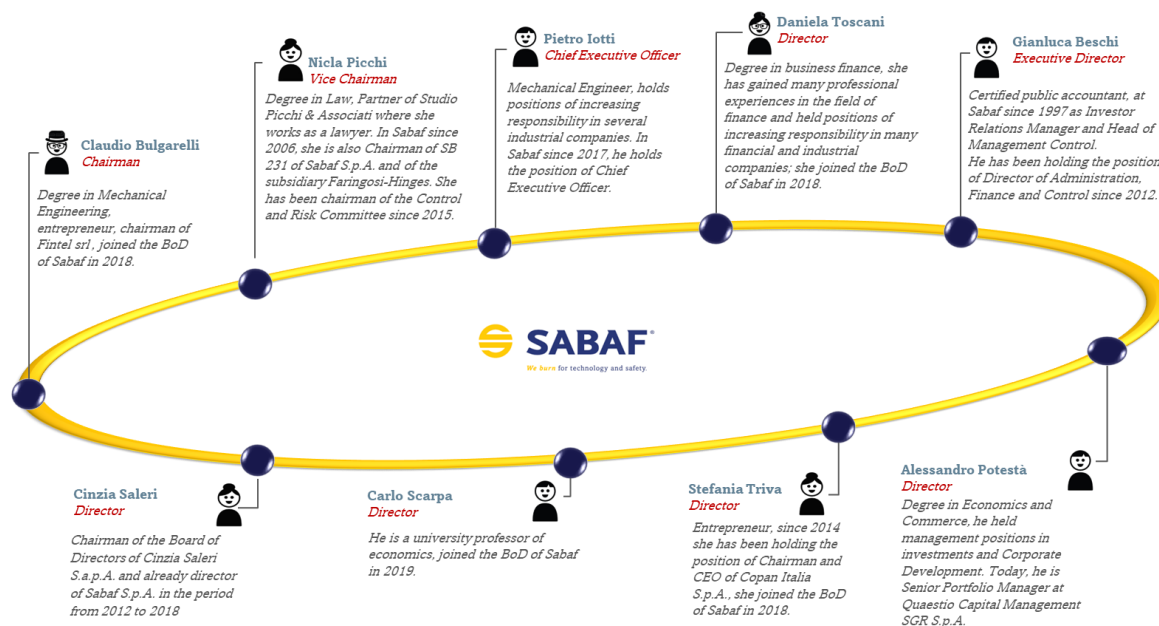 Claudio Bulgarelli
Chairman
Degree in Mechanical
Engineering,
entrepreneur, chairman of
Fintel srl , joined the BoD
of Sabaf in 2018.
Nicla Picchi
Vice Chairman
Degree in Law, Partner of Studio
Picchi & Associati where she
works as a lawyer. In Sabaf since
2006, she is also Chairman of SB
231 of Sabaf S.p.A. and of the
subsidiary Faringosi-Hinges. She
has been chairman of the Control
and Risk Committee since 2015.
Pietro Iotti
Chief Executive Officer
Mechanical Engineer, holds
positions of increasing
responsibility in several
industrial companies. In
Sabaf since 2017, he holds
the position of Chief
Executive Officer.
Daniela Toscani
Director
Degree in business finance, she
has gained many professional
experiences in the field of
finance and held positions of
increasing responsibility in many
financial and industrial
companies; she joined the BoD
of Sabaf in 2018.
Gianluca Beschi
Executive Director
Certified public accountant, at
Sabaf since 1997 as Investor
Relations Manager and Head of
Management Control.
He has been holding the position
of Director of Administration,
Finance and Control since 2012.
SABAF®
We burn for technology and safety.
Cinzia Saleri
Director
Chairman of the Board of
Directors of Cinzia Saleri
S.a.p.A. and already director
of Sabaf S.p.A. in the period
from 2012 to 2018
Carlo Scarpa
Director
He is a university professor of
economics, joined the BoD of Sabaf
in 2019.
Stefania Triva
Director
Entrepreneur, since 2014
she has been holding the
position of Chairman and
CEO of Copan Italia
S.p.A., she joined the BoD
of Sabaf in 2018.
Alessandro Potestà
Director
Degree in Economics and
Commerce, he held
management positions in
investments and Corporate
Development. Today, he is
Senior Portfolio Manager at
Quaestio Capital Management
SGR S.p.A.